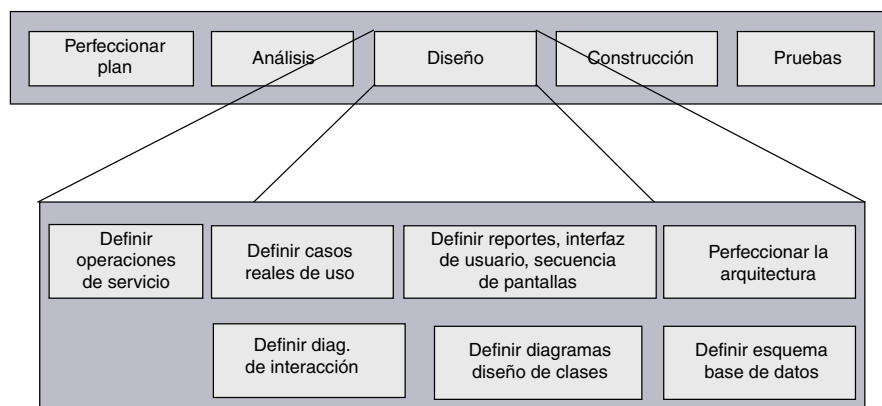 Perfeccionar
plan
Análisis
Diseño
Construcción
Pruebas
Definir
operaciones
de servicio
Definir casos
reales de uso
Definir reportes, interfaz
de usuario, secuencia
de pantallas
Perfeccionar la
arquitectura
Definir diag.
de interacción
Definir diagramas
diseño de clases
Definir esquema
base de datos